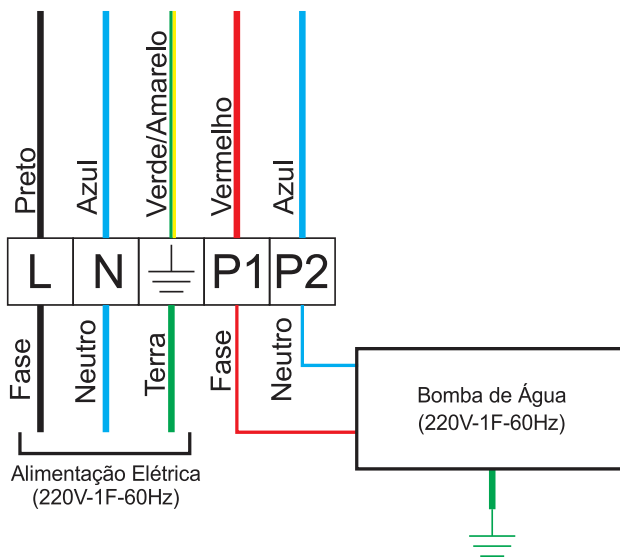 Preto
Azul
Verde/Amarelo
Vermelho
Azul
L N P1 P2
Fase
Neutro
Terra
Fase
Neutro
Alimentação Elétrica
(220V-1F-60Hz)
Bomba de Água
(220V-1F-60Hz)